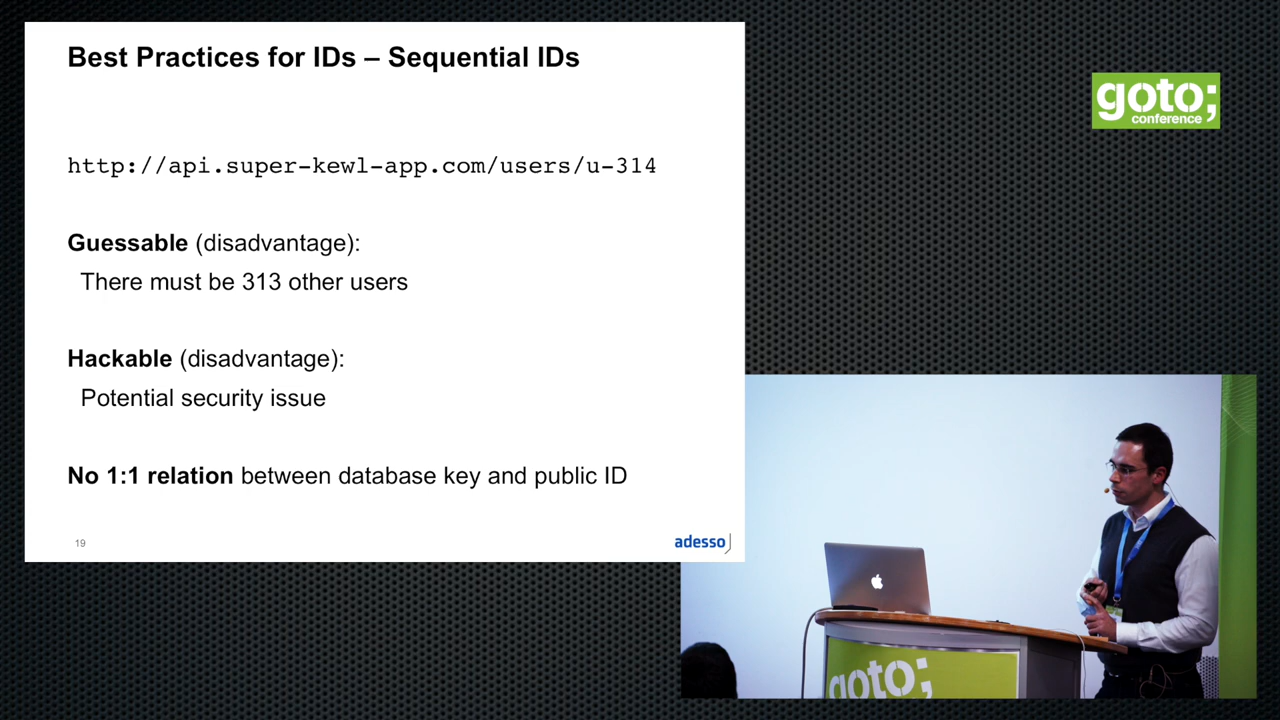 Best Practices for IDs – Sequential IDs
http://api.super-kewl-app.com/users/u-314
Guessable (disadvantage):
There must be 313 other users
Hackable (disadvantage):
Potential security issue
No 1:1 relation between database key and public ID
19
adesso
goto;
conference
goto;